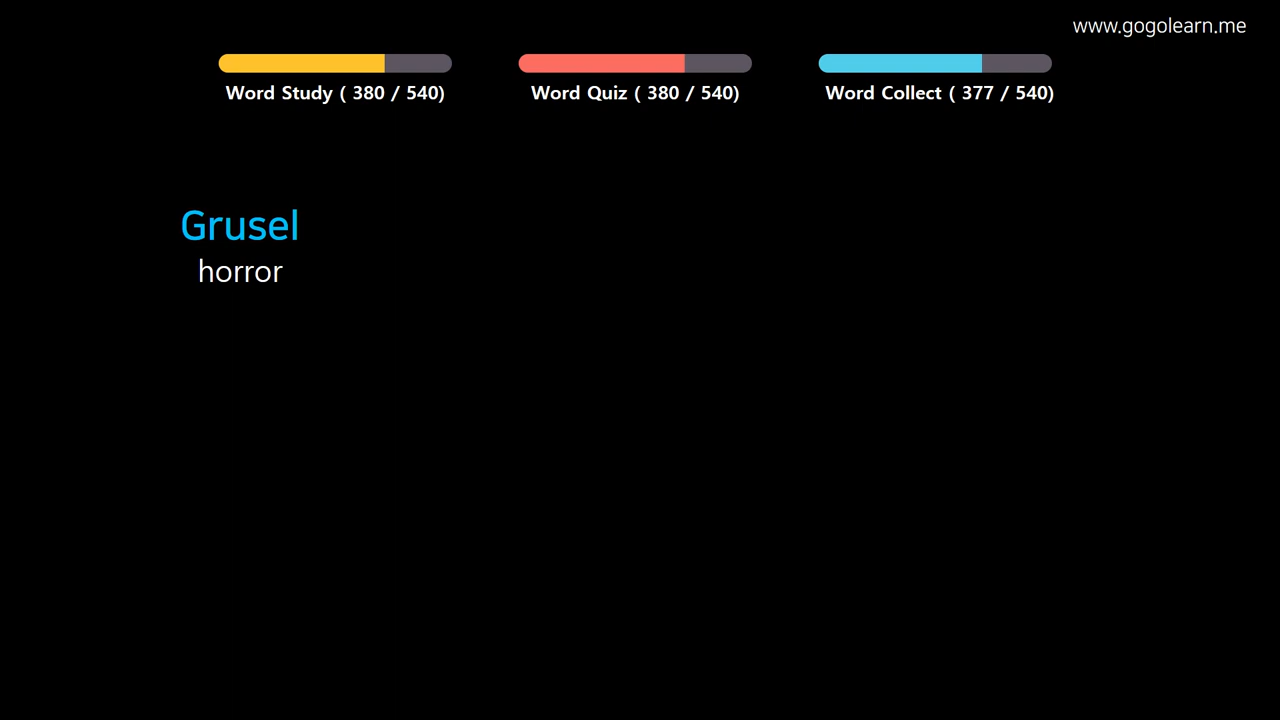 www.gogolearn.me
Word Study ( 380 / 540)
Word Quiz ( 380 / 540)
Word Collect ( 377 / 540)
Grusel
horror